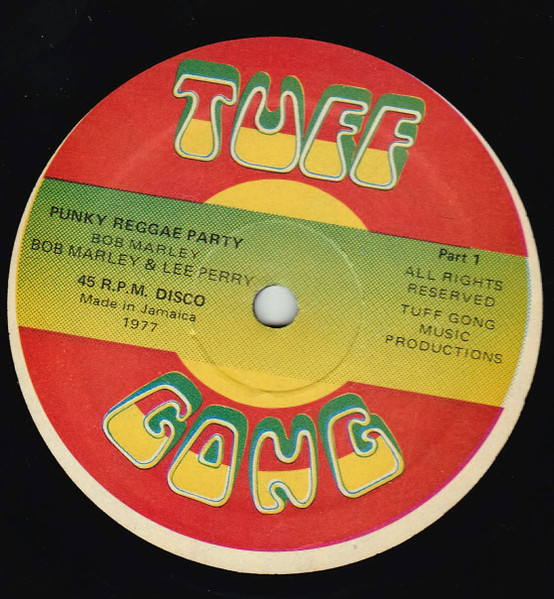 TUFF
PUNKY REGGAE PARTY
BOB MARLEY
BOB MARLEY & LEE PERRY
45 R.P.M. DISCO
Made in Jamaica
1977
Part 1
ALL RIGHTS
RESERVED
TUFF GONG
MUSIC
PRODUCTIONS
GONG